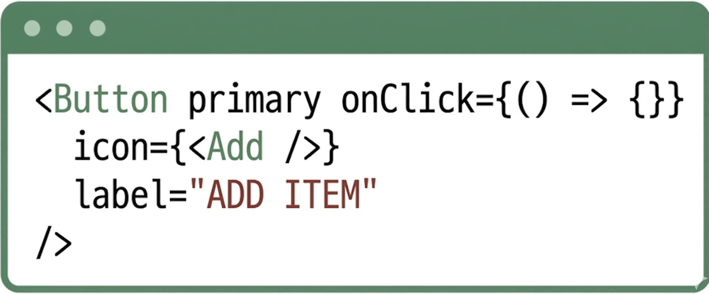 <Button primary onClick={() => {}}
icon={<Add />}
label="ADD ITEM"
/>